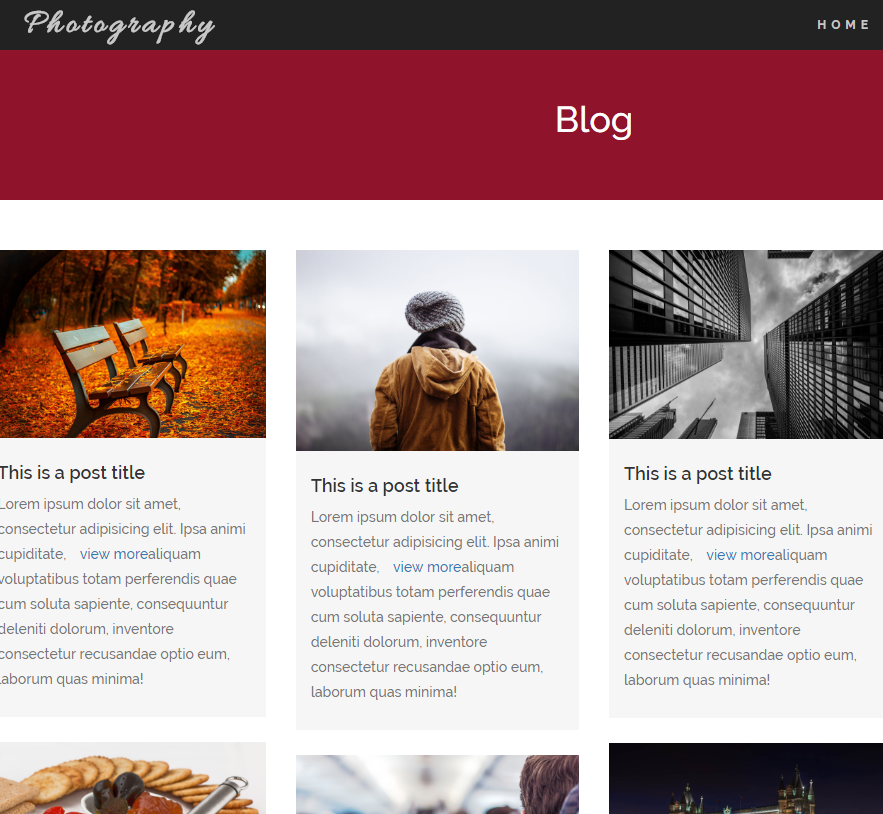 Photography
HOME
Blog
This is a post title
Lorem ipsum dolor sit amet,
consectetur adipisicing elit. Ipsa animi
cupiditate, view morealiquam
voluptatibus totam perferendis quae
cum soluta sapiente, consequuntur
deleniti dolorum, inventore
consectetur recusandae optio eum,
laborum quas minima!
This is a post title
Lorem ipsum dolor sit amet,
consectetur adipisicing elit. Ipsa animi
cupiditate, view morealiquam
voluptatibus totam perferendis quae
cum soluta sapiente, consequuntur
deleniti dolorum, inventore
consectetur recusandae optio eum,
laborum quas minima!
This is a post title
Lorem ipsum dolor sit amet,
consectetur adipisicing elit. Ipsa animi
cupiditate, view morealiquam
voluptatibus totam perferendis quae
cum soluta sapiente, consequuntur
deleniti dolorum, inventore
consectetur recusandae optio eum,
laborum quas minima!